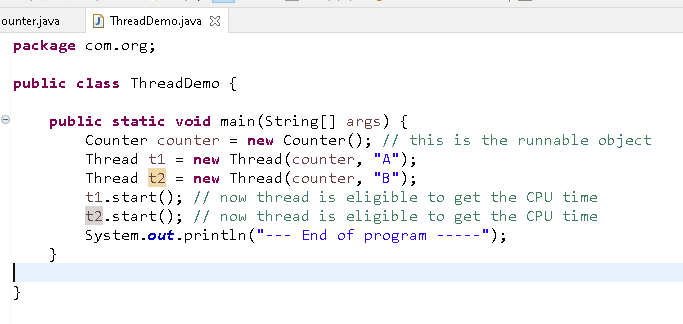 ounter.java ThreadDemo.java
package com.org;
public class ThreadDemo {
public static void main(String[] args) {
Counter counter = new Counter(); // this is the runnable object
Thread t1 = new Thread(counter, "A");
Thread t2 = new Thread(counter, "B");
t1.start(); // now thread is eligible to get the CPU time
t2.start(); // now thread is eligible to get the CPU time
System.out.println("--- End of program -----");
}
}